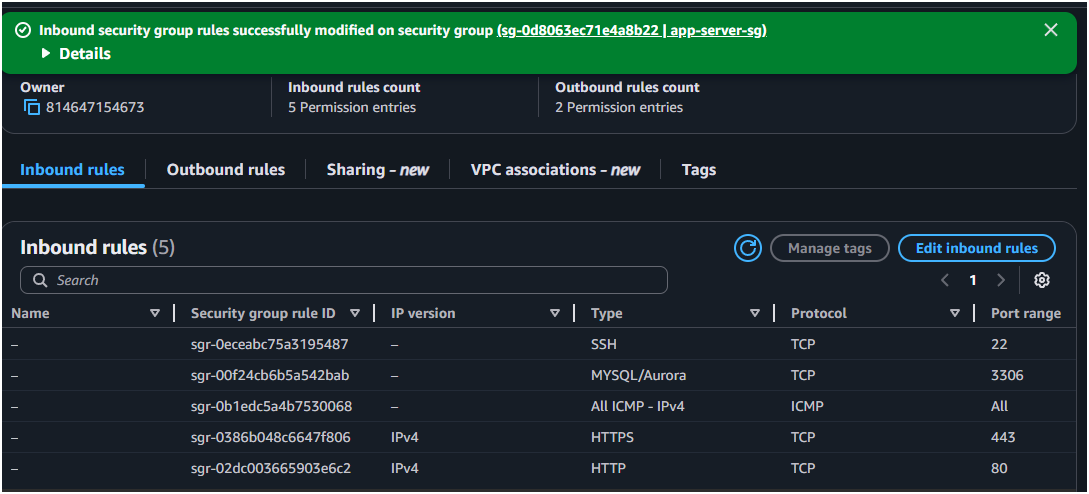 Inbound security group rules successfully modified on security group (sg-0d8063ec71e4a8b22 | app-server-sg)
Details
Owner Inbound rules count Outbound rules count
814647154673 5 Permission entries 2 Permission entries
Inbound rules Outbound rules Sharing - new VPC associations - new Tags
Inbound rules (5) Manage tags Edit inbound rules
Search 1
Name Security group rule ID IP version Type Protocol Port range
– sgr-0eceabc75a3195487 – SSH TCP 22
– sgr-00f24cb6b5a542bab – MYSQL/Aurora TCP 3306
– sgr-0b1edc5a4b7530068 – All ICMP - IPv4 ICMP All
– sgr-0386b048c6647f806 IPv4 HTTPS TCP 443
– sgr-02dc003665903e6c2 IPv4 HTTP TCP 80